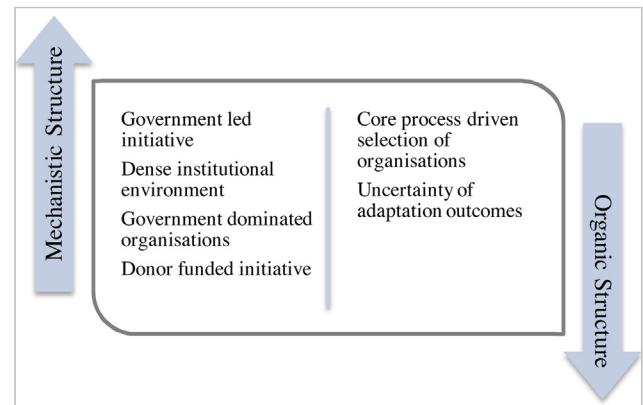 Mechanistic Structure
Government led
initiative
Dense institutional
environment
Government dominated
organisations
Donor funded initiative
Core process driven
selection of
organisations
Uncertainty of
adaptation outcomes
Organic Structure